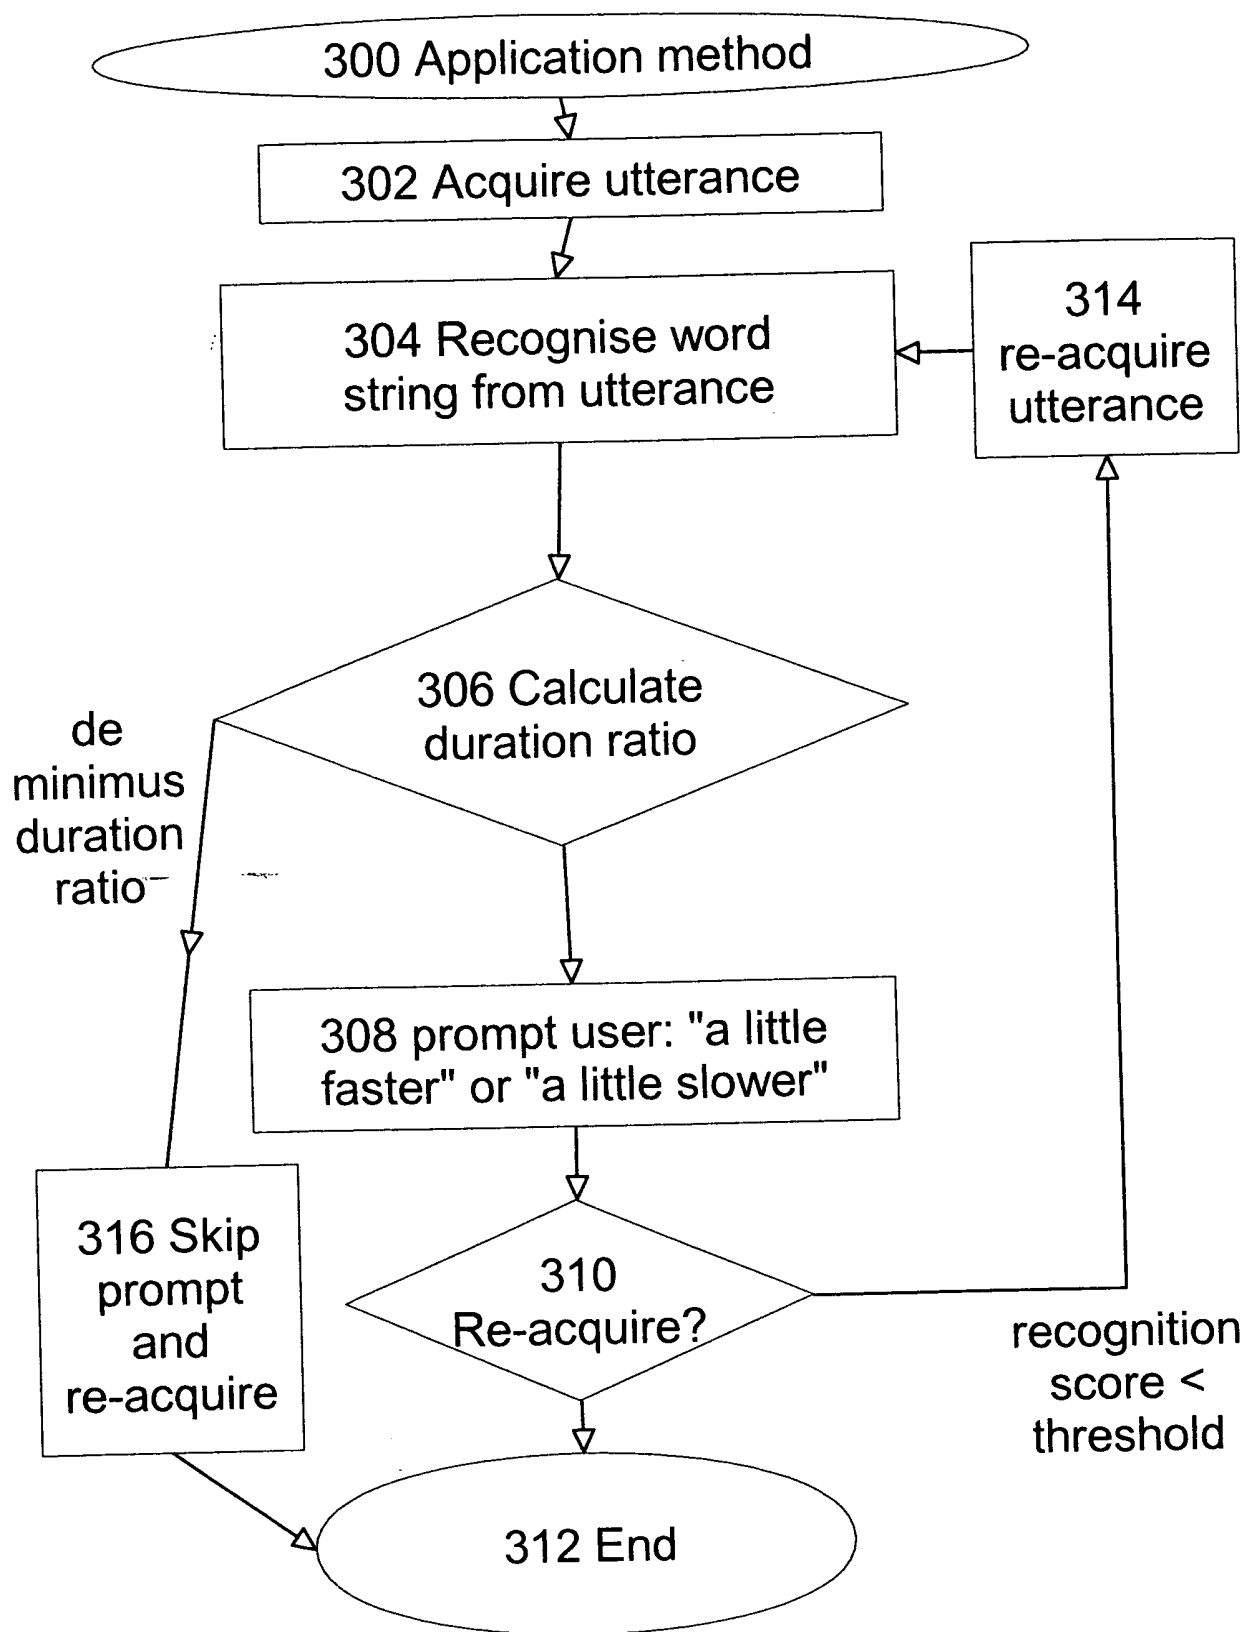 300 Application method
302 Acquire utterance
304 Recognise word
string from utterance
314
re-acquire
utterance
306 Calculate
duration ratio
de
minimus
duration
ratio
308 prompt user: "a little
faster" or "a little slower"
316 Skip
prompt
and
re-acquire
310
Re-acquire?
recognition
score <
threshold
312 End